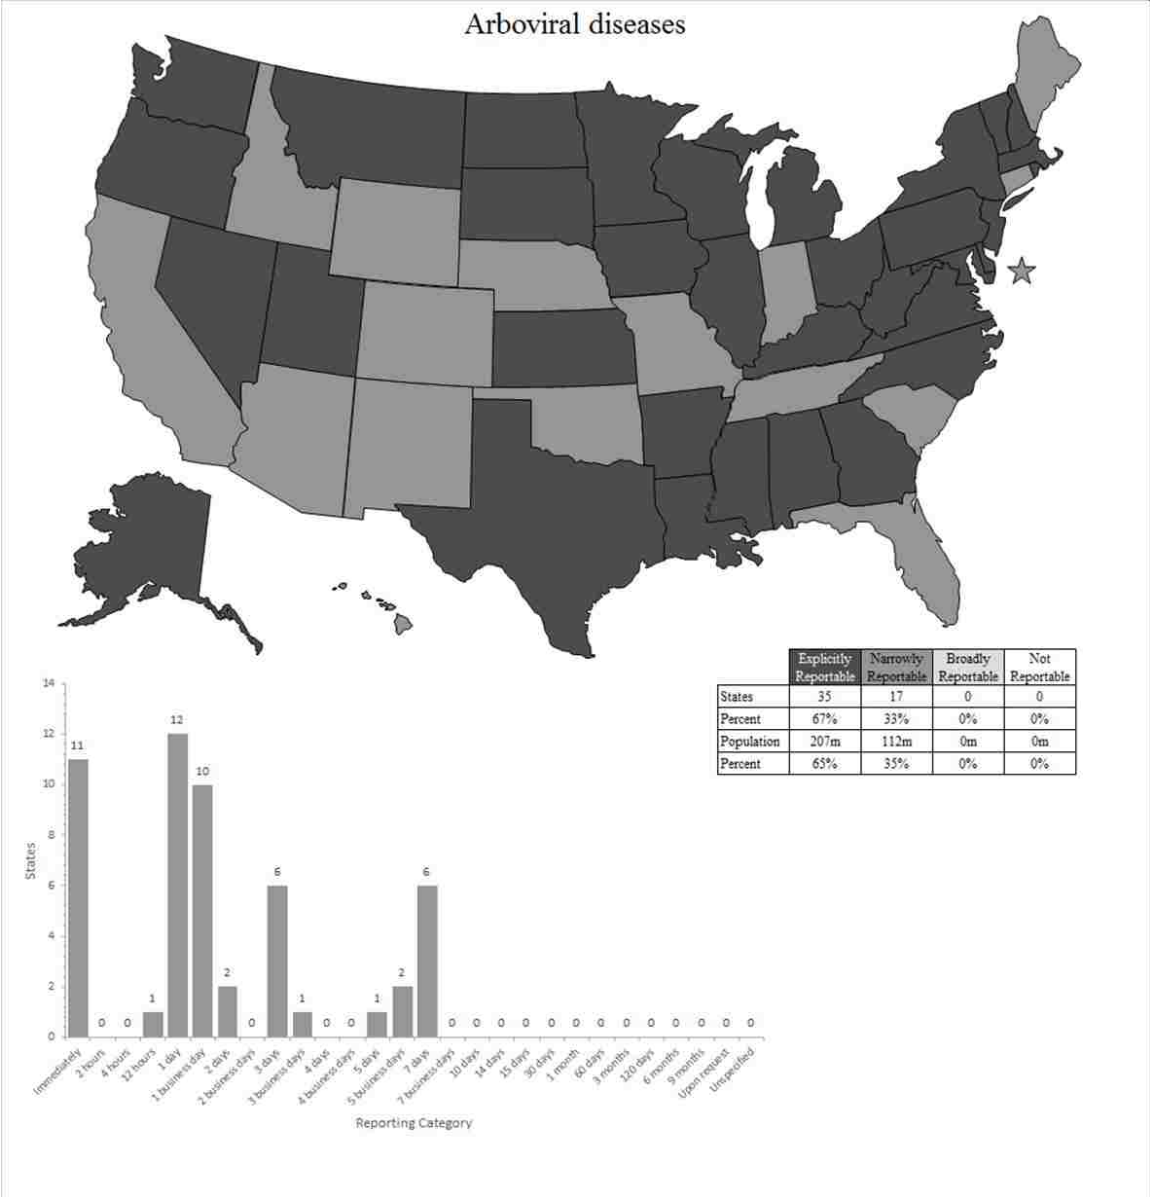 Arboviral diseases
Explicitly Reportable Narrowly Reportable Broadly Reportable Not Reportable
States 35 17 0 0
Percent 67% 33% 0% 0%
Population 207m 112m 0m 0m
Percent 65% 35% 0% 0%
14
12
10
8
6
4
2
0
States
11 0 0 1 12 10 2 0 6 1 0 0 1 2 6 0 0 0 0 0 0 0 0 0 0 0 0 0
Immediately
2 hours
4 hours
12 hours
1 day
1 business day
2 days
2 business days
3 days
3 business days
4 days
4 business days
5 days
5 business days
7 days
7 business days
10 days
14 days
15 days
30 days
1 month
60 days
3 months
120 days
6 months
9 months
Upon request
Unspecified
Reporting Category